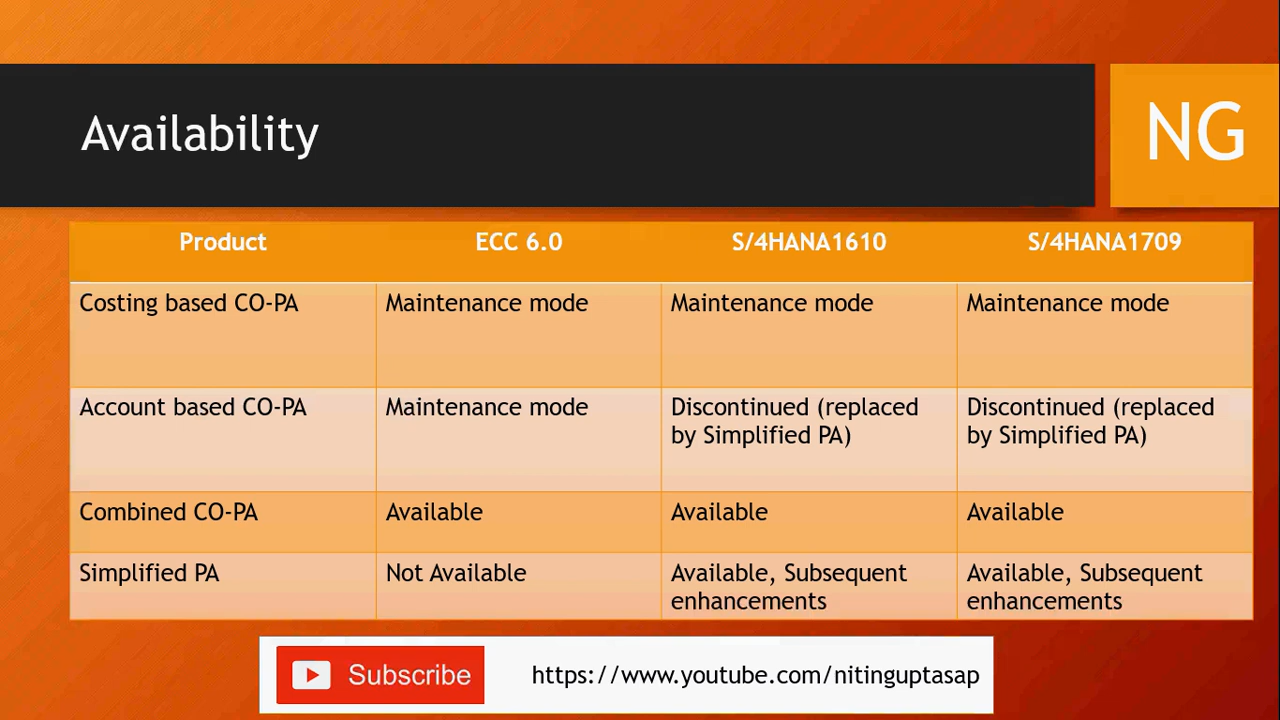 Availability
NG
Product ECC 6.0 S/4HANA1610 S/4HANA1709
Costing based CO-PA Maintenance mode Maintenance mode Maintenance mode
Account based CO-PA Maintenance mode Discontinued (replaced Discontinued (replaced
by Simplified PA) by Simplified PA)
Combined CO-PA Available Available Available
Simplified PA Not Available Available, Subsequent Available, Subsequent
enhancements enhancements
Subscribe https://www.youtube.com/nitinguptasap